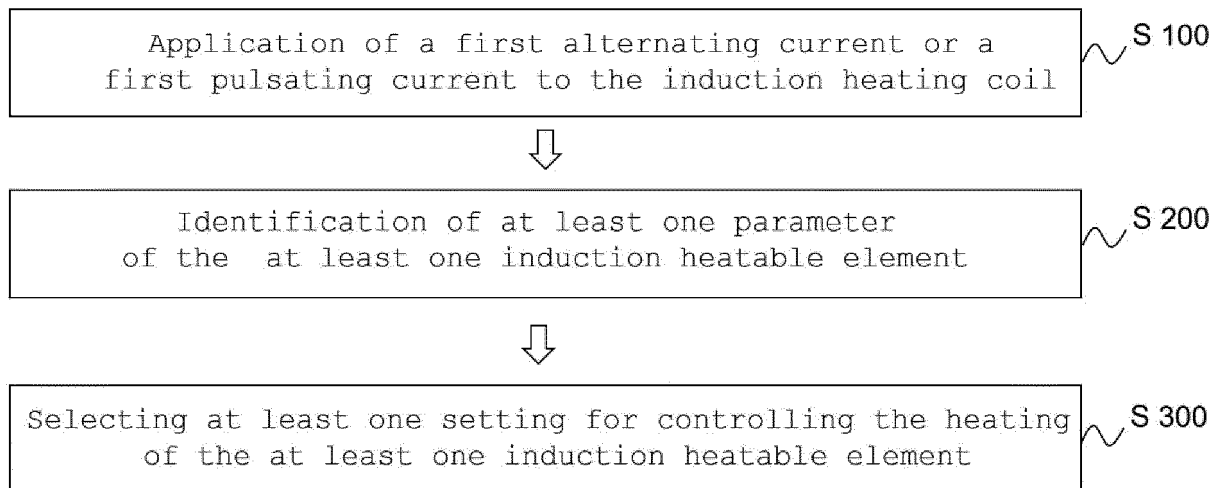 Application of a first alternating current or a
first pulsating current to the induction heating coil
S 100
Identification of at least one parameter
of the at least one induction heatable element
S 200
Selecting at least one setting for controlling the heating
of the at least one induction heatable element
S 300